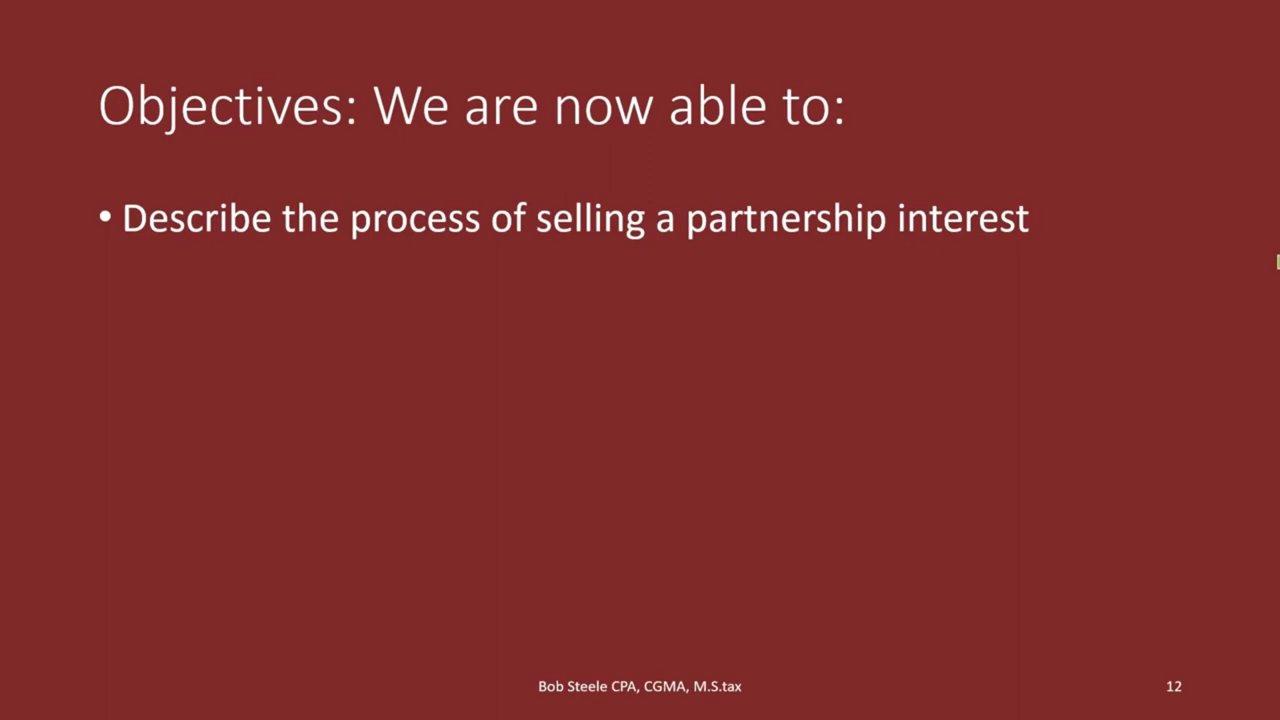 Objectives: We are now able to:
• Describe the process of selling a partnership interest
Bob Steele CPA, CGMA, M.S.tax
12